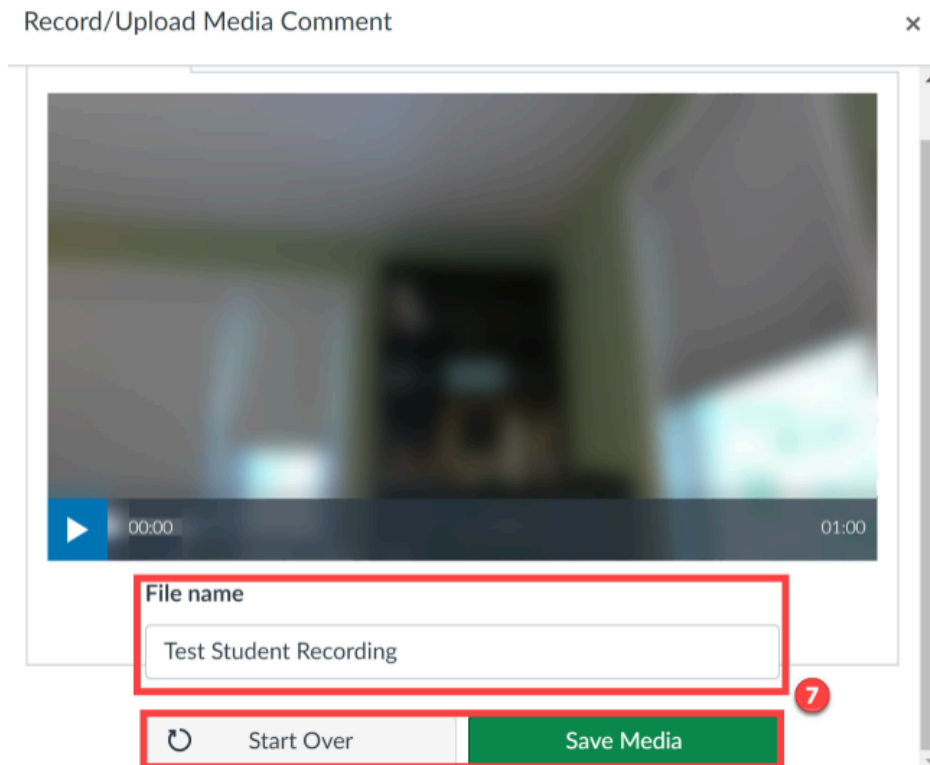 Record/Upload Media Comment ×
00:00 01:00
File name
Test Student Recording
7
Start Over Save Media